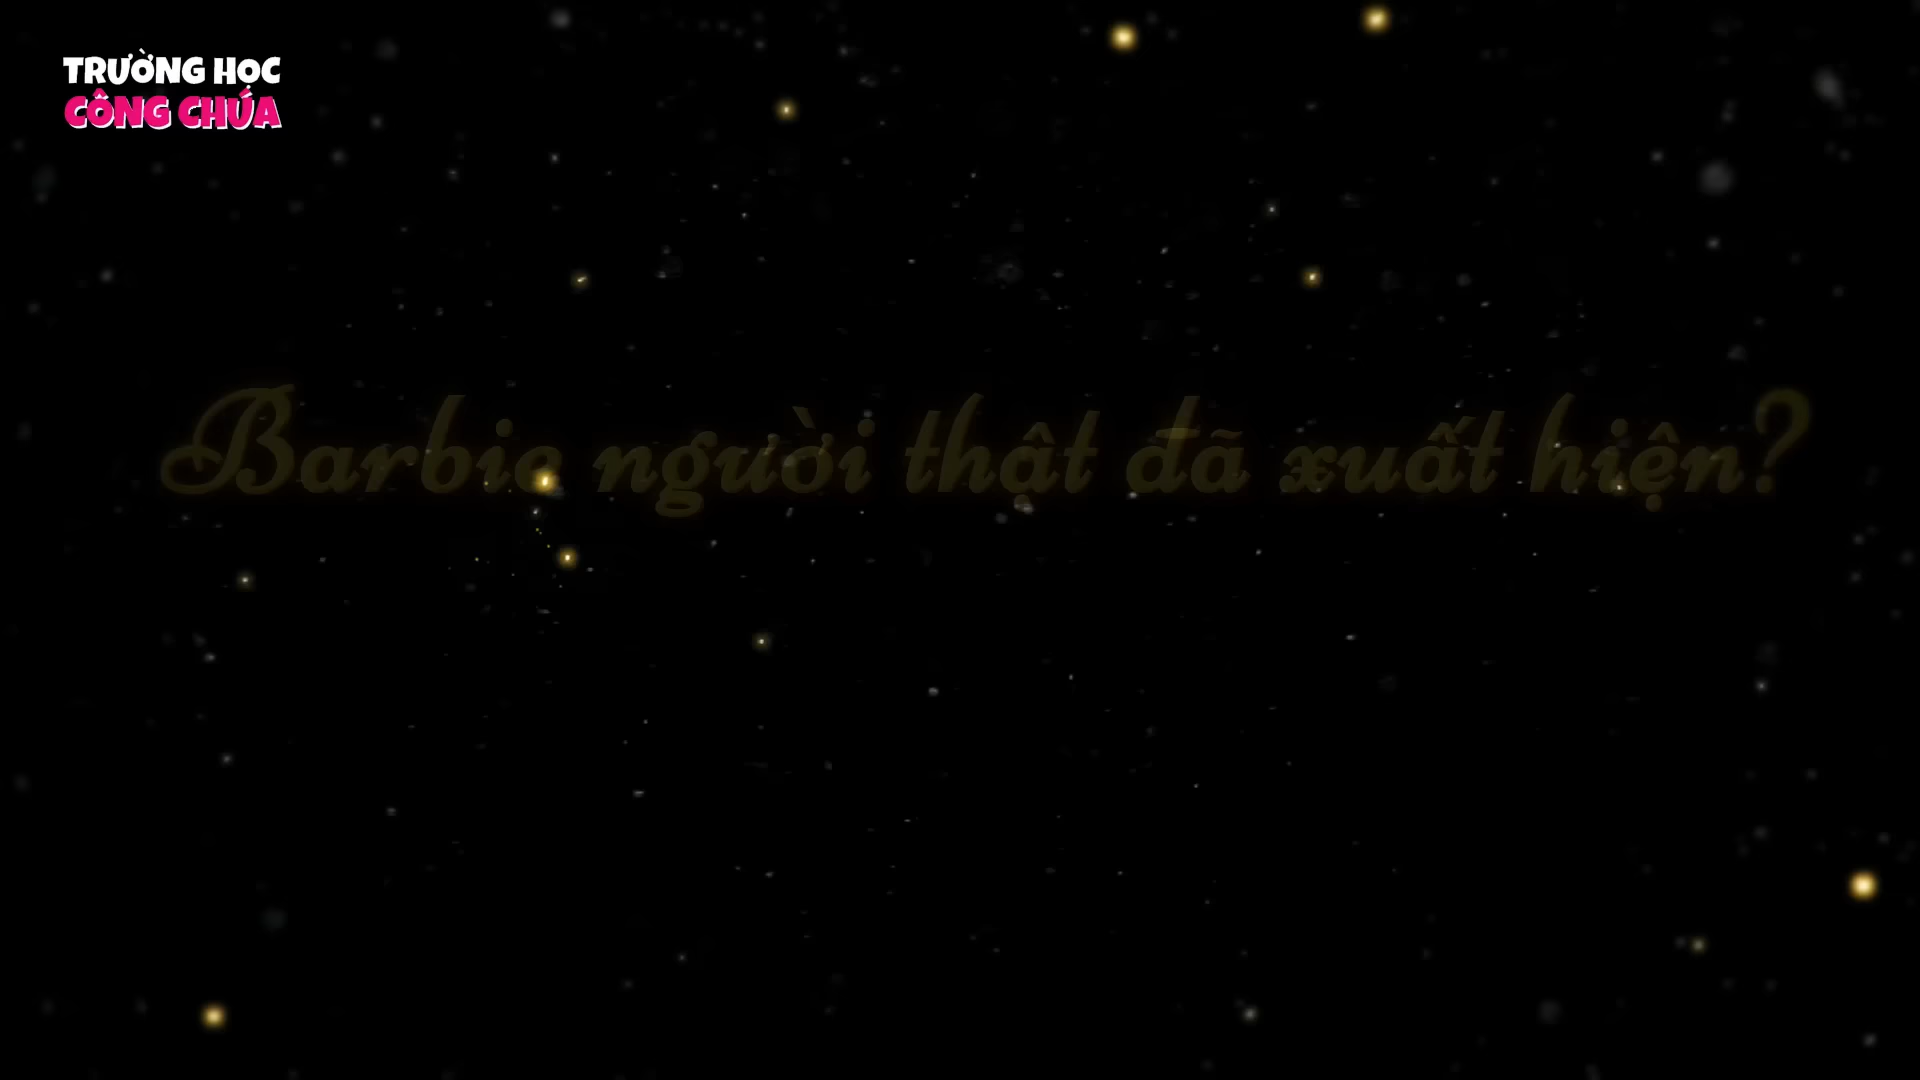 TRƯỜNG HỌC
CÔNG CHÚA
Barbie người thật đã xuất hiện?